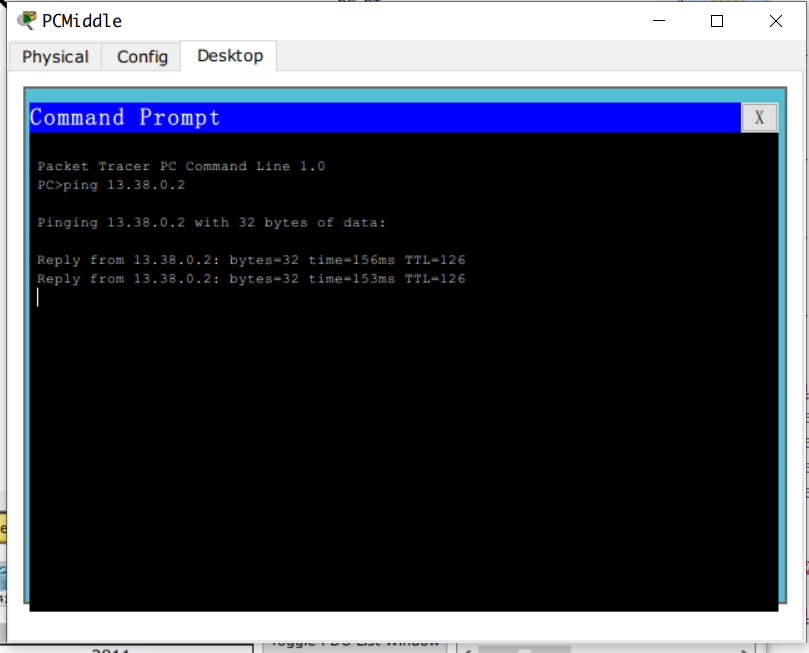 PCMiddle
Physical Config Desktop
Command Prompt X
Packet Tracer PC Command Line 1.0
PC>ping 13.38.0.2
Pinging 13.38.0.2 with 32 bytes of data:
Reply from 13.38.0.2: bytes=32 time=156ms TTL=126
Reply from 13.38.0.2: bytes=32 time=153ms TTL=126
2911
Toggle PDU List Window